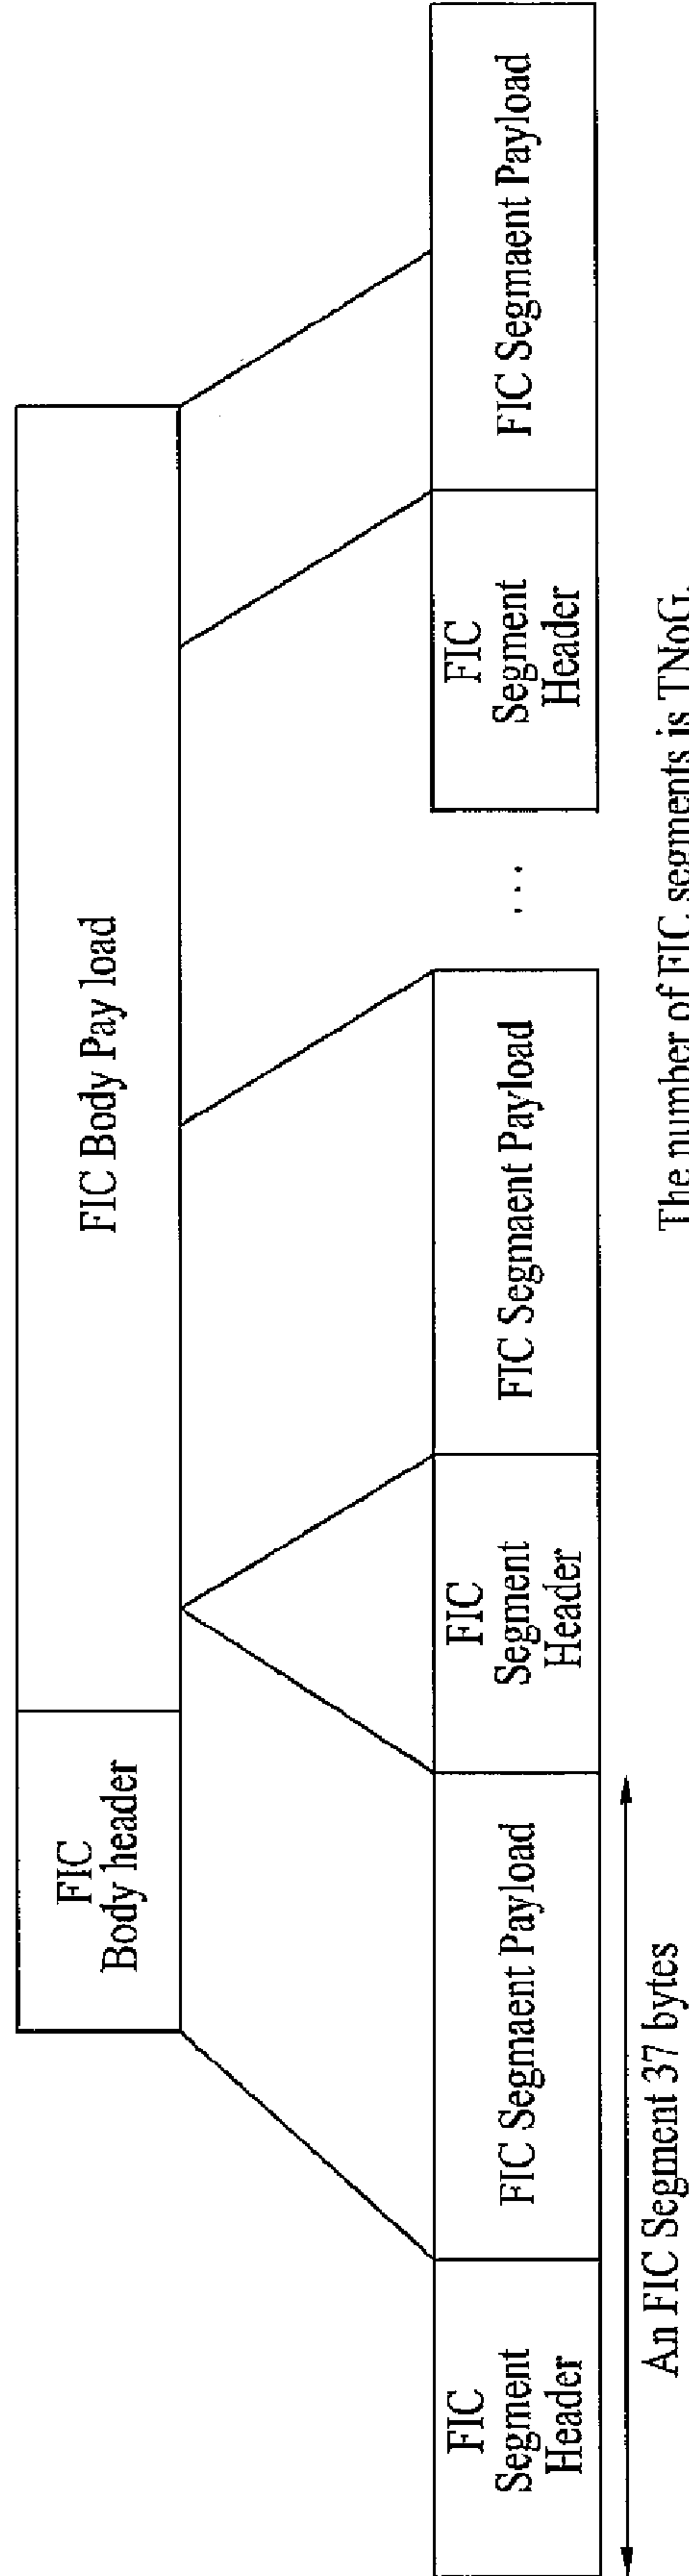 FIC
Body header
FIC Body Pay load
FIC
Segment
Header
FIC Segmaent Payload
FIC
Segment
Header
FIC Segmaent Payload
...
FIC
Segment
Header
FIC Segmaent Payload
An FIC Segment 37 bytes
The number of FIC segments is TNoG.